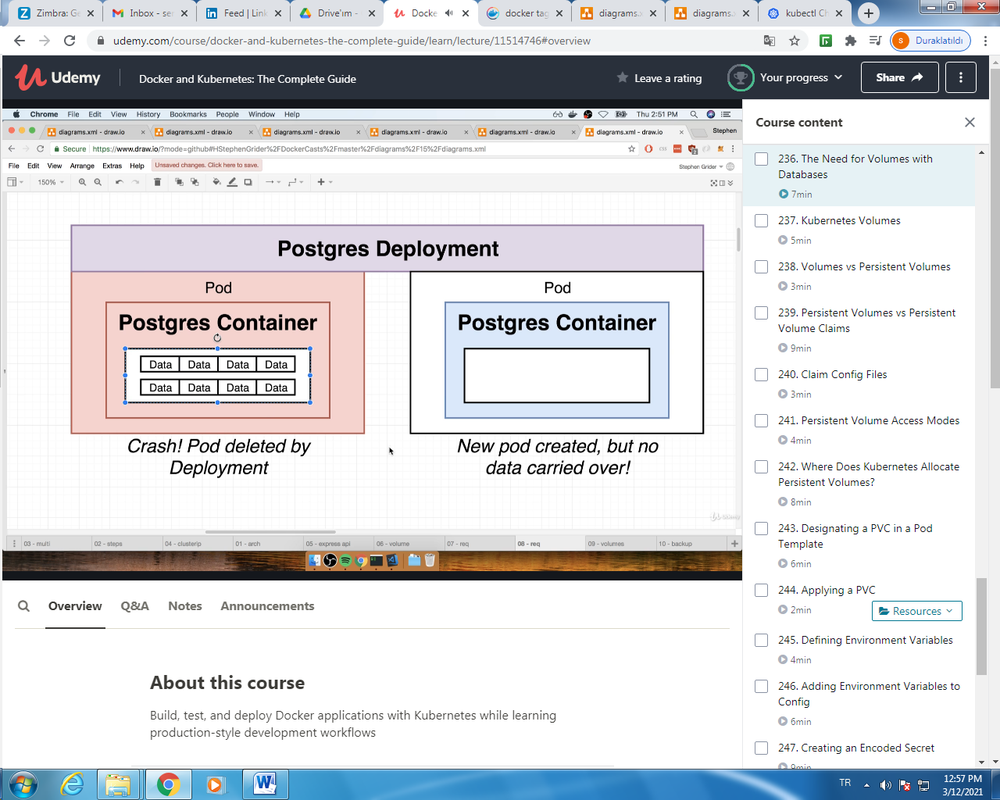 Zimbra: Ge
Inbox - ser
Feed | Link
Drive'ım -
Docke
docker tag
diagrams.x
diagrams.x
kubectl Ch
udemy.com/course/docker-and-kubernetes-the-complete-guide/learn/lecture/11514746#overview
S
Duraklatıldı
Udemy
Docker and Kubernetes: The Complete Guide
Leave a rating
Your progress
Share
Chrome File Edit View History Bookmarks People Window Help
Thu 2:51 PM
diagrams.xml - draw.io
diagrams.xml - draw.io
diagrams.xml - draw.io
diagrams.xml - draw.io
diagrams.xml - draw.io
diagrams.xml - draw.io
Stephen
Secure
https://www.draw.io/?mode=github#HStephenGrider%2FDockerCasts%2Fmaster%2Fdiagrams%2F15%2Fdiagrams.xml
File Edit View Arrange Extras Help
Unsaved changes. Click here to save.
Stephen Grider
150%
Postgres Deployment
Pod
Postgres Container
Data Data Data Data
Data Data Data Data
Crash! Pod deleted by
Deployment
Pod
Postgres Container
New pod created, but no
data carried over!
Udemy
03 - multi
02 - steps
04 - clusterip
01 - arch
05 - express api
06 - volume
07 - req
08 - req
09 - volumes
10 - backup
Course content
236. The Need for Volumes with
Databases
7min
237. Kubernetes Volumes
5min
238. Volumes vs Persistent Volumes
3min
239. Persistent Volumes vs Persistent
Volume Claims
9min
240. Claim Config Files
3min
241. Persistent Volume Access Modes
4min
242. Where Does Kubernetes Allocate
Persistent Volumes?
8min
243. Designating a PVC in a Pod
Template
6min
244. Applying a PVC
2min
Resources
245. Defining Environment Variables
4min
246. Adding Environment Variables to
Config
6min
247. Creating an Encoded Secret
9min
Overview
Q&A
Notes
Announcements
About this course
Build, test, and deploy Docker applications with Kubernetes while learning
production-style development workflows
TR
12:57 PM
3/12/2021